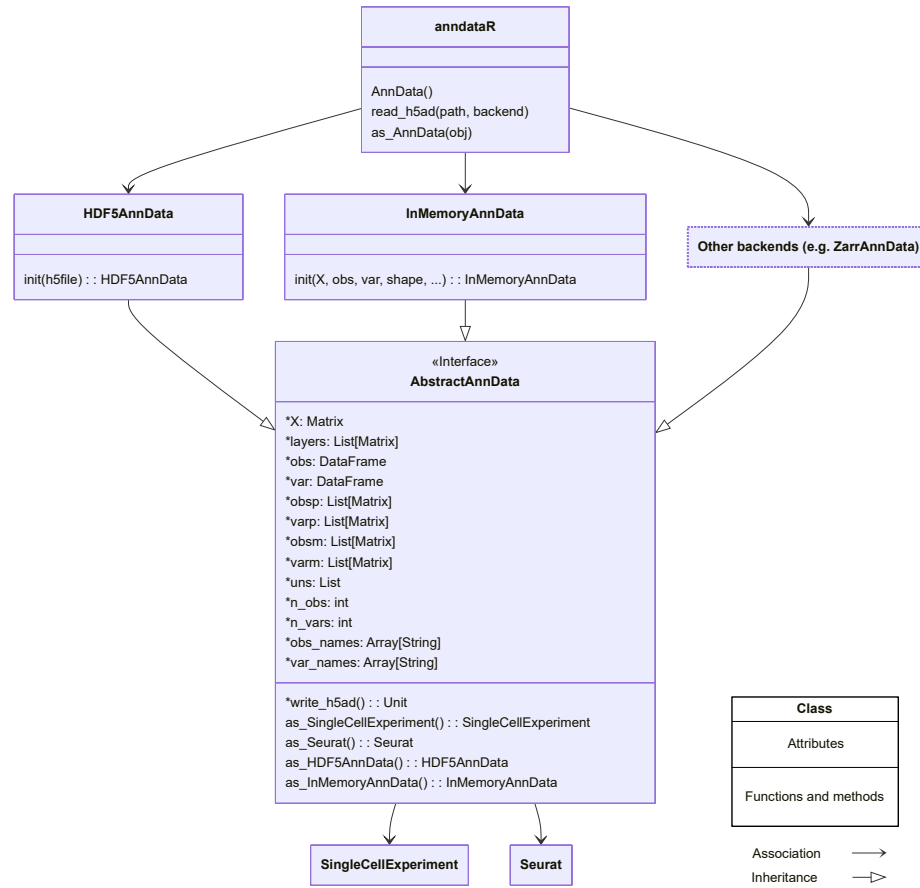 anndataR
AnnData()
read_h5ad(path, backend)
as_AnnData(obj)
HDF5AnnData
init(h5file) : : HDF5AnnData
InMemoryAnnData
init(X, obs, var, shape, ...) : : InMemoryAnnData
Other backends (e.g. ZarrAnnData)
«Interface»
AbstractAnnData
*X: Matrix
*layers: List[Matrix]
*obs: DataFrame
*var: DataFrame
*obsp: List[Matrix]
*varp: List[Matrix]
*obsm: List[Matrix]
*varm: List[Matrix]
*uns: List
*n_obs: int
*n_vars: int
*obs_names: Array[String]
*var_names: Array[String]
*write_h5ad() : : Unit
as_SingleCellExperiment() : : SingleCellExperiment
as_Seurat() : : Seurat
as_HDF5AnnData() : : HDF5AnnData
as_InMemoryAnnData() : : InMemoryAnnData
SingleCellExperiment
Seurat
Class
Attributes
Functions and methods
Association
Inheritance